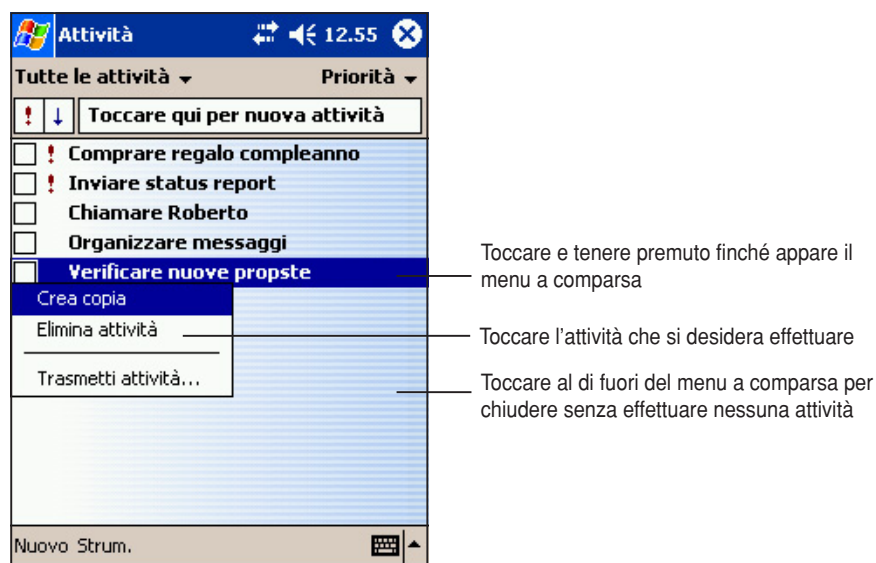 Attività 12.55
Tutte le attività Priorità
! ↓ Toccare qui per nuova attività
! Comprare regalo compleanno
! Inviare status report
Chiamare Roberto
Organizzare messaggi
Verificare nuove propste
Crea copia
Elimina attività
Trasmetti attività...
Nuovo Strum.
Toccare e tenere premuto finché appare il
menu a comparsa
Toccare l'attività che si desidera effettuare
Toccare al di fuori del menu a comparsa per
chiudere senza effettuare nessuna attività